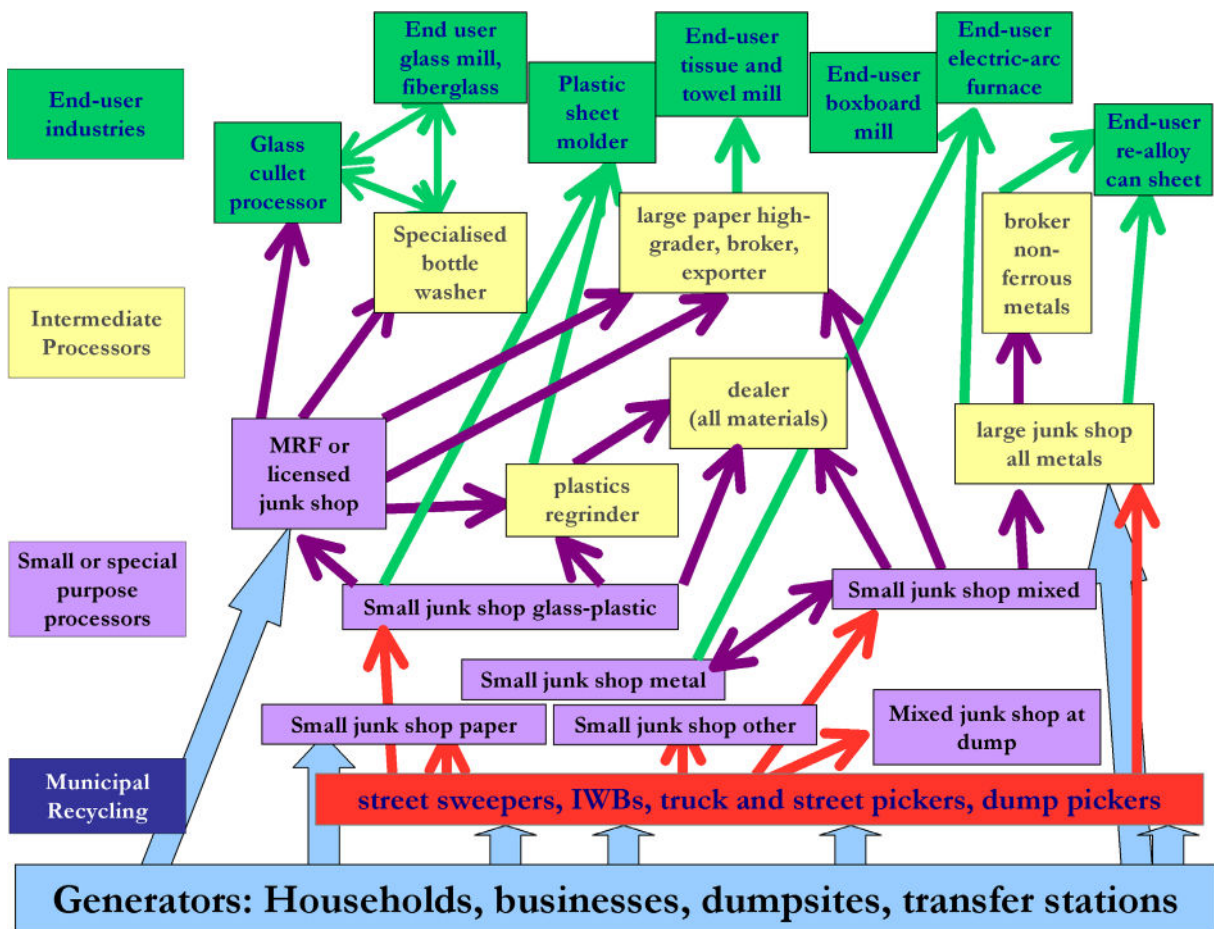 End-user
industries
End user
glass mill,
fiberglass
Plastic
sheet
molder
End-user
tissue and
towel mill
End-user
boxboard
mill
End-user
electric-arc
furnace
End-user
re-alloy
can sheet
Glass
cullet
processor
Specialised
bottle
washer
large paper high-
grader, broker,
exporter
broker
non-
ferrous
metals
Intermediate
Processors
dealer
(all materials)
large junk shop
all metals
MRF or
licensed
junk shop
plastics
regrinder
Small or special
purpose
processors
Small junk shop glass-plastic
Small junk shop mixed
Small junk shop metal
Small junk shop paper
Small junk shop other
Mixed junk shop at
dump
Municipal
Recycling
street sweepers, IWBs, truck and street pickers, dump pickers
Generators: Households, businesses, dumpsites, transfer stations